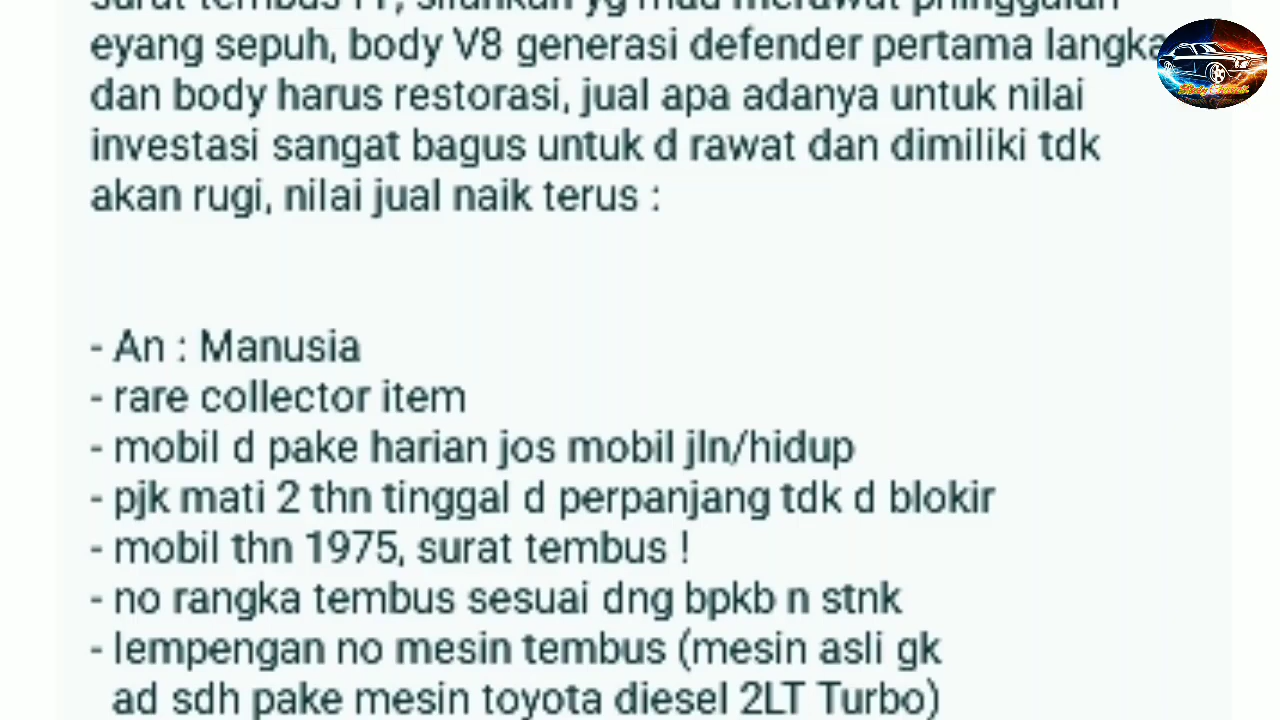 eyang sepuh, body V8 generasi defender pertama langka
dan body harus restorasi, jual apa adanya untuk nilai
investasi sangat bagus untuk d rawat dan dimiliki tdk
akan rugi, nilai jual naik terus :
- An : Manusia
- rare collector item
- mobil d pake harian jos mobil jln/hidup
- pjk mati 2 thn tinggal d perpanjang tdk d blokir
- mobil thn 1975, surat tembus !
- no rangka tembus sesuai dng bpkb n stnk
- lempengan no mesin tembus (mesin asli gk
ad sdh pake mesin toyota diesel 2LT Turbo)